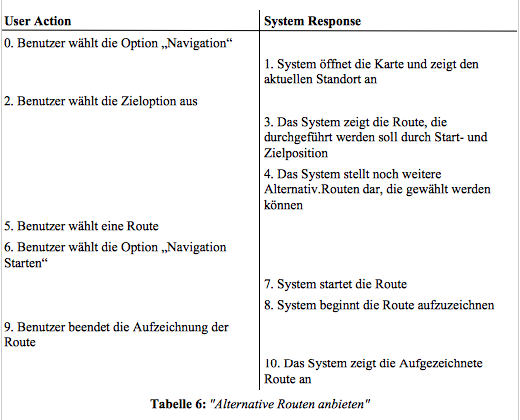 User Action
System Response
0. Benutzer wählt die Option „Navigation“
1. System öffnet die Karte und zeigt den
aktuellen Standort an
2. Benutzer wählt die Zieloption aus
3. Das System zeigt die Route, die
durchgeführt werden soll durch Start- und
Zielposition
4. Das System stellt noch weitere
Alternativ.Routen dar, die gewählt werden
können
5. Benutzer wählt eine Route
6. Benutzer wählt die Option „Navigation
Starten“
7. System startet die Route
8. System beginnt die Route aufzuzeichnen
9. Benutzer beendet die Aufzeichnung der
Route
10. Das System zeigt die Aufgezeichnete
Route an
Tabelle 6: "Alternative Routen anbieten"